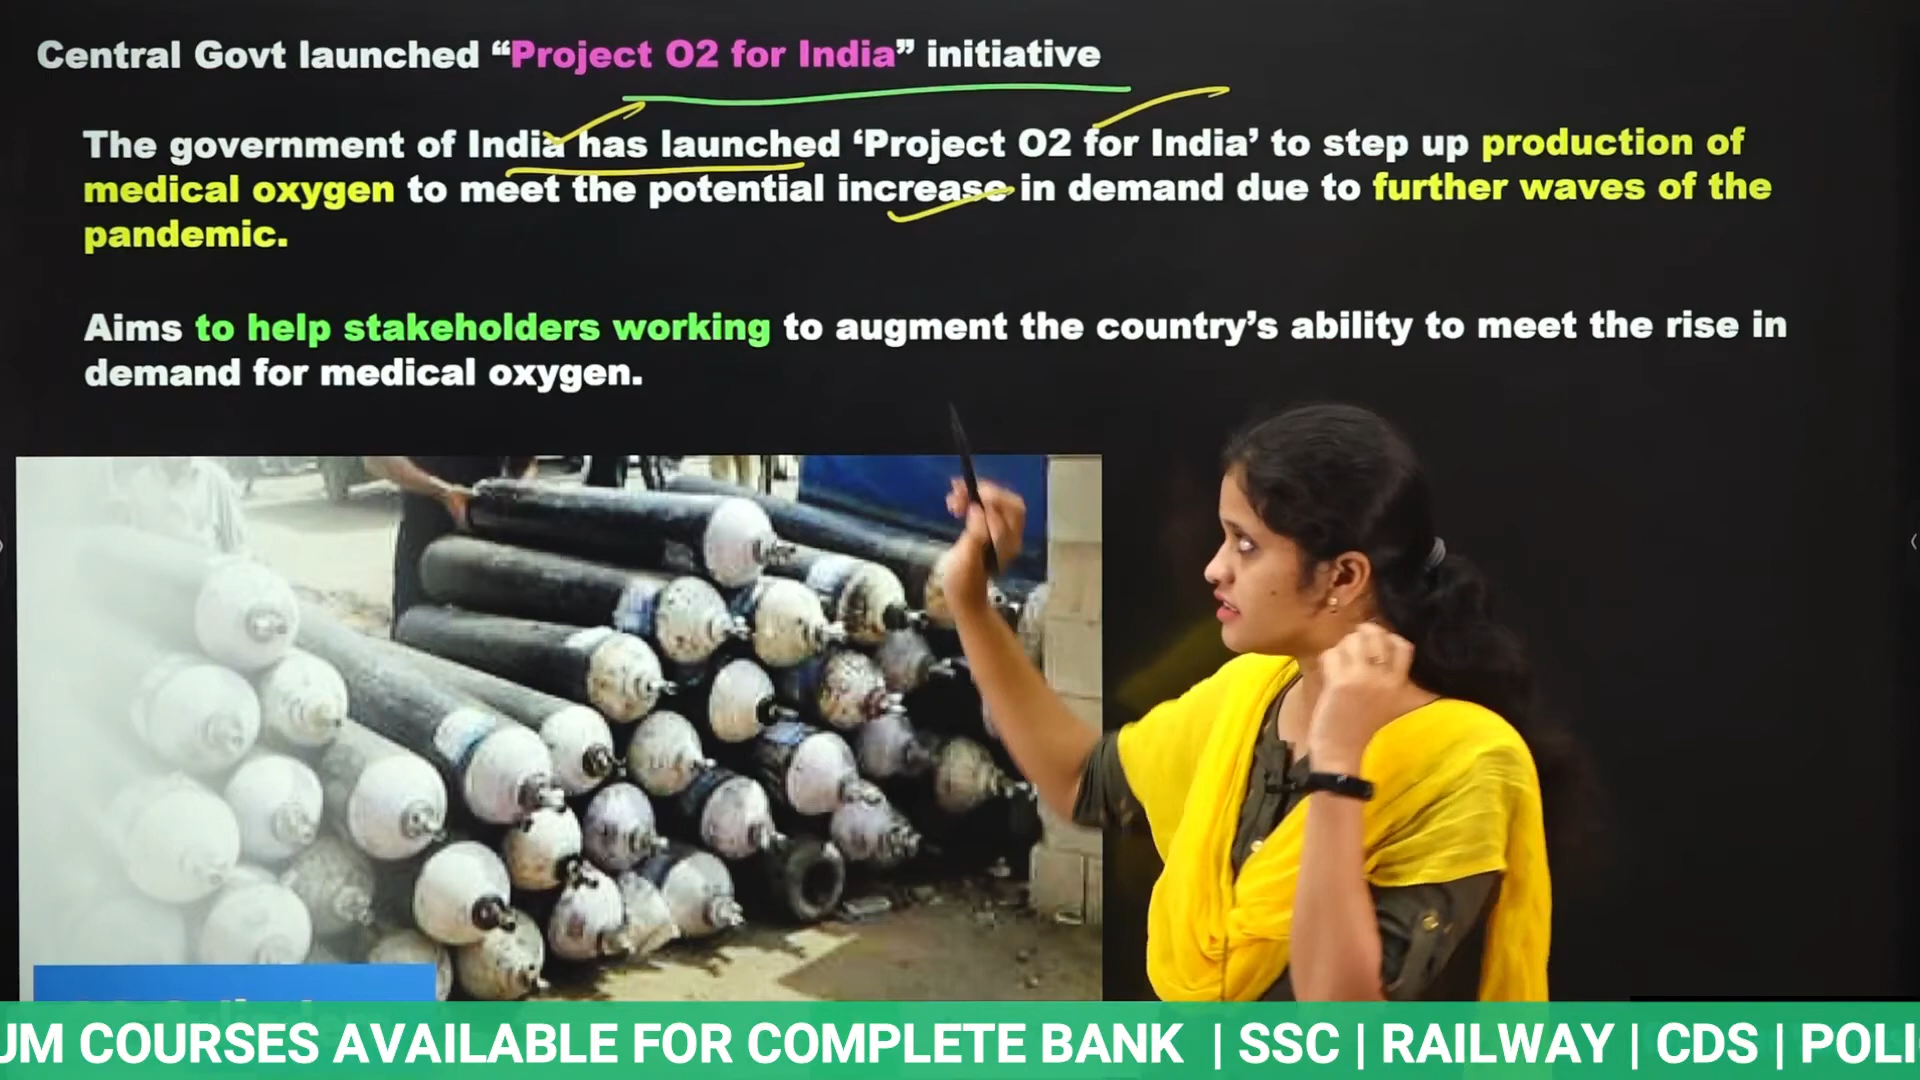 Central Govt launched “Project O2 for India” initiative
The government of India has launched ‘Project O2 for India’ to step up production of
medical oxygen to meet the potential increase in demand due to further waves of the
pandemic.
Aims to help stakeholders working to augment the country’s ability to meet the rise in
demand for medical oxygen.
COURSES AVAILABLE FOR COMPLETE BANK | SSC | RAILWAY | CDS |